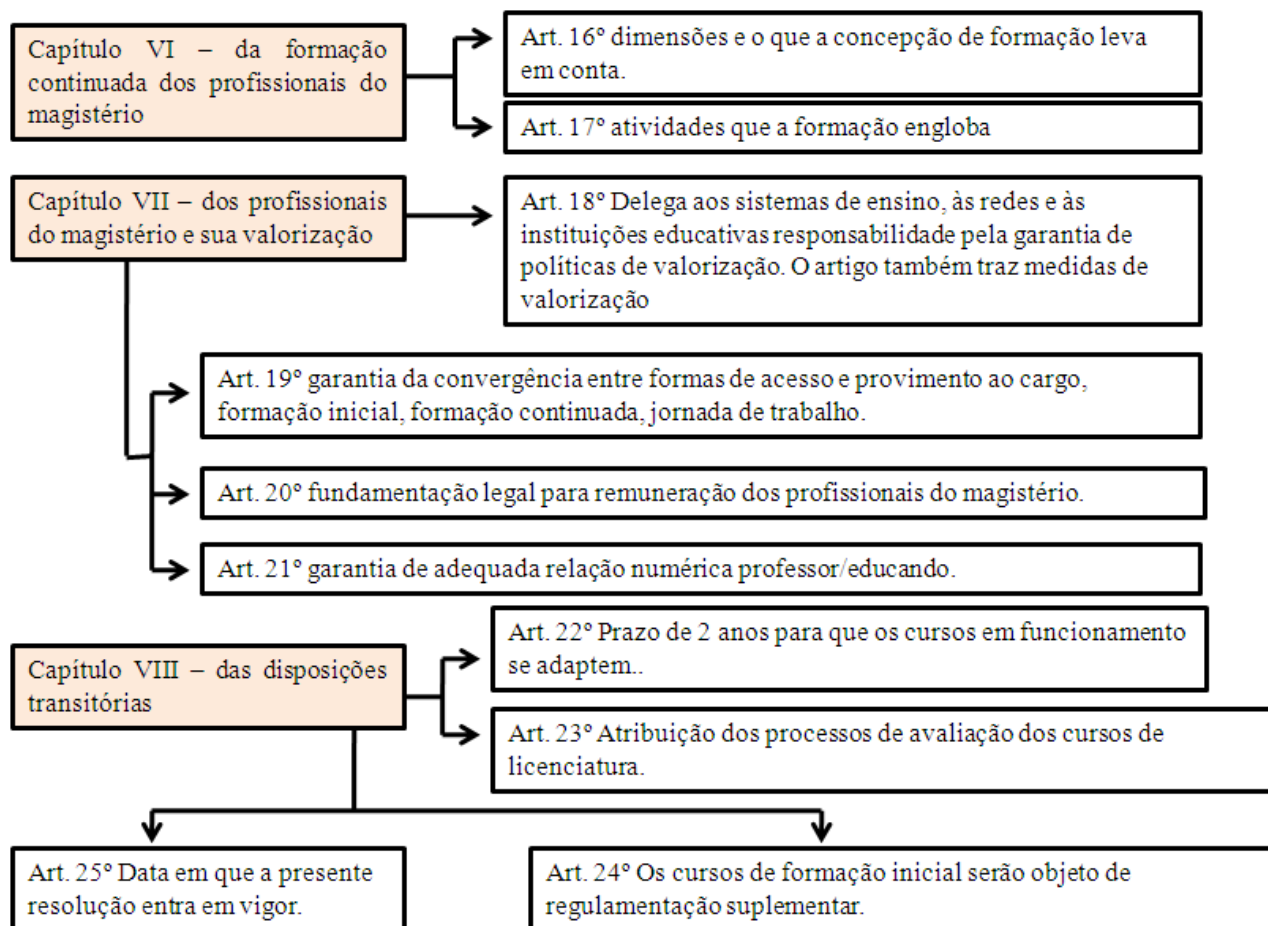 Capítulo VI – da formação
continuada dos profissionais do
magistério
Art. 16º dimensões e o que a concepção de formação leva
em conta.
Art. 17º atividades que a formação engloba
Capítulo VII – dos profissionais
do magistério e sua valorização
Art. 18º Delega aos sistemas de ensino, às redes e às
instituições educativas responsabilidade pela garantia de
políticas de valorização. O artigo também traz medidas de
valorização
Art. 19º garantia da convergência entre formas de acesso e provimento ao cargo,
formação inicial, formação continuada, jornada de trabalho.
Art. 20º fundamentação legal para remuneração dos profissionais do magistério.
Art. 21º garantia de adequada relação numérica professor/educando.
Capítulo VIII – das disposições
transitórias
Art. 22º Prazo de 2 anos para que os cursos em funcionamento
se adaptem..
Art. 23º Atribuição dos processos de avaliação dos cursos de
licenciatura.
Art. 25º Data em que a presente
resolução entra em vigor.
Art. 24º Os cursos de formação inicial serão objeto de
regulamentação suplementar.